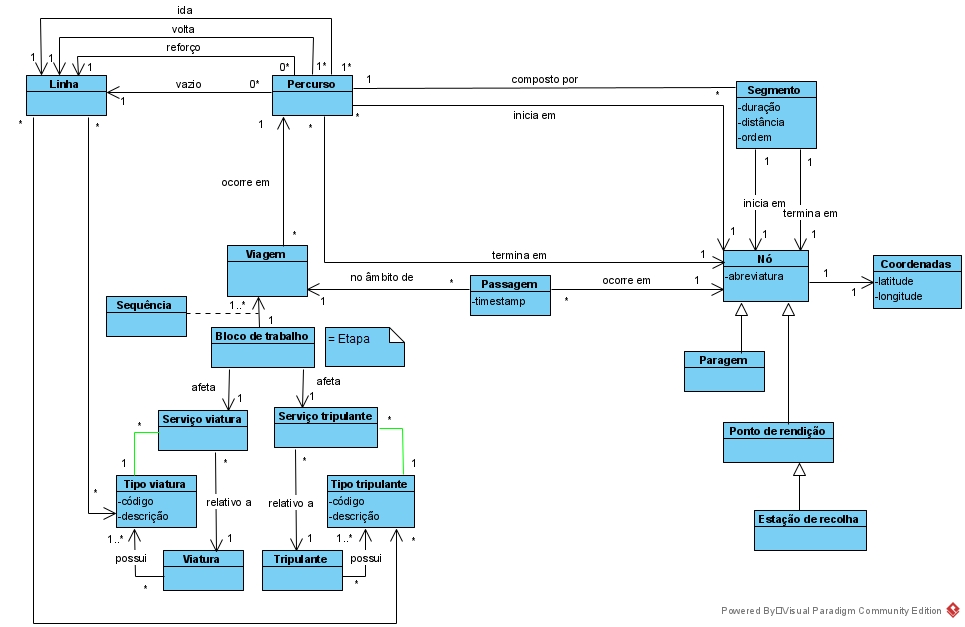 ida
volta
reforço
1
1
1
0*
1*
1*
Linha
vazio
0*
Percurso
1
1
composto por
*
Segmento
-duração
-distância
-ordem
*
*
1
*
*
inicia em
1
1
ocorre em
inicia em
termina em
*
1
1
1
Viagem
termina em
1
Nó
-abreviatura
no âmbito de
*
Passagem
-timestamp
ocorre em
1
*
1
1
1
Coordenadas
-latitude
-longitude
Sequência
1..*
1
Bloco de trabalho
= Etapa
Paragem
afeta
1
afeta
1
Serviço viatura
Serviço tripulante
*
*
Ponto de rendição
1
*
*
1
Tipo viatura
-código
-descrição
*
relativo a
relativo a
Tipo tripulante
-código
-descrição
Estação de recolha
1..*
1
1
1..*
*
possui
Viatura
Tripulante
possui
*
*
Powered By Visual Paradigm Community Edition